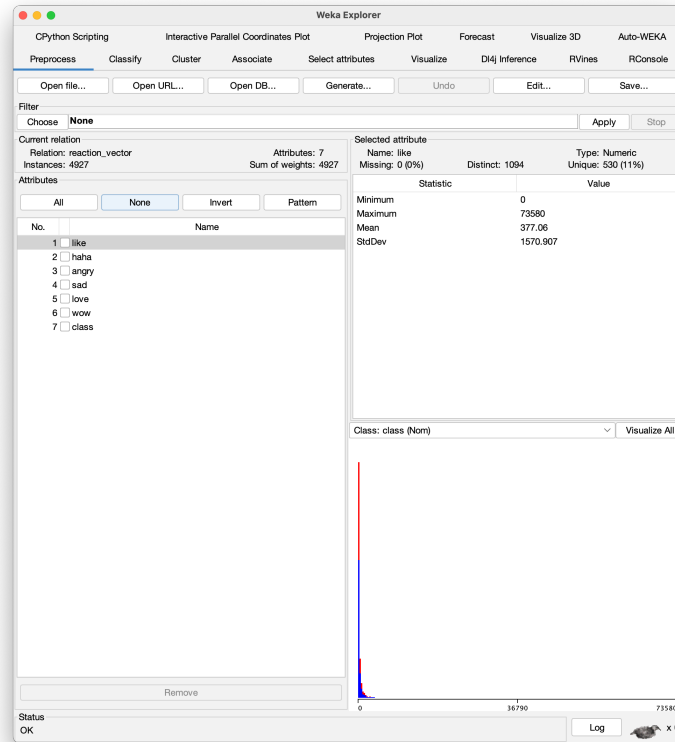 Weka Explorer
CPython Scripting Interactive Parallel Coordinates Plot Projection Plot Forecast Visualize 3D Auto-WEKA
Preprocess Classify Cluster Associate Select attributes Visualize Dl4j Inference RVines RConsole
Open file... Open URL... Open DB... Generate... Undo Edit... Save...
Filter
Choose None Apply Stop
Current relation
Relation: reaction_vector Attributes: 7
Instances: 4927 Sum of weights: 4927
Selected attribute
Name: like Type: Numeric
Missing: 0 (0%) Distinct: 1094 Unique: 530 (11%)
Attributes
All None Invert Pattern
No. Name
1 like
2 haha
3 angry
4 sad
5 love
6 wow
7 class
Statistic Value
Minimum 0
Maximum 73580
Mean 377.06
StdDev 1570.907
Class: class (Nom) Visualize All
0 36790 73580
Remove
Status
OK
Log x